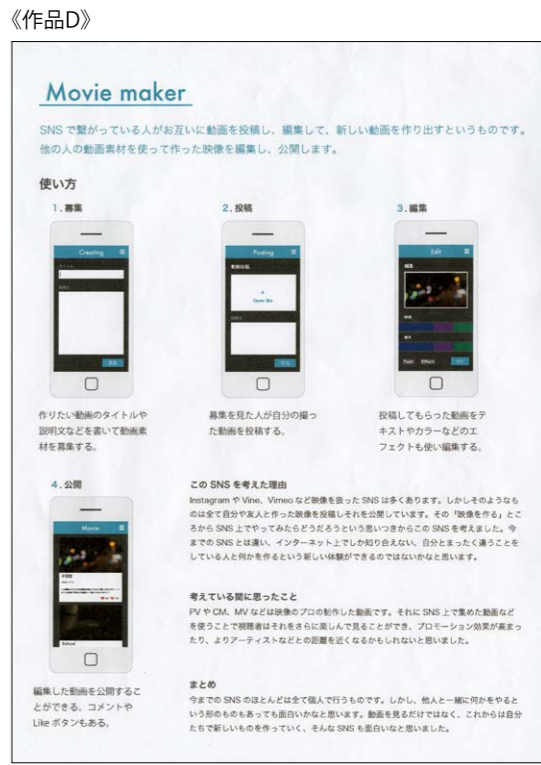 《作品D》
Movie maker
SNS で繋がっている人がお互いに動画を投稿し、編集して、新しい動画を作り出すというものです。
他の人の動画素材を使って作った映像を編集し、公開します。
使い方
1.募集
2.投稿
3.編集
Creating
Posting
Edit
タイトル
動画投稿
編集
Open file
説明文
説明文
Text
Effect
作りたい動画のタイトルや
説明文などを書いて動画素
材を募集する。
募集を見た人が自分の撮っ
た動画を投稿する。
投稿してもらった動画をテ
キストやカラーなどのエ
フェクトも使い編集する。
4.公開
Movie
編集した動画を公開するこ
とができる。コメントや
Like ボタンもある。
この SNS を考えた理由
Instagram や Vine、Vimeo など映像を扱った SNS は多くあります。しかしそのようなも
のは全て自分や友人と作った映像を投稿しそれを公開しています。その「映像を作る」とこ
ろから SNS 上でやってみたらどうだろうという思いつきからこの SNS を考えました。今
までの SNS とは違い、インターネット上でしか知り合えない、自分とまったく違うことを
している人と何かを作るという新しい体験ができるのではないかなと思います。
考えている間に思ったこと
PV や CM、MV などは映像のプロの制作した動画です。それに SNS 上で集めた動画など
を使うことで視聴者はそれをさらに楽しんで見ることができ、プロモーション効果が高まっ
たり、よりアーティストなどとの距離を近くなるかもしれないと思いました。
まとめ
今までの SNS のほとんどは全て個人で行うものです。しかし、他人と一緒に何かをやると
いう形のものもあっても面白いかなと思います。動画を見るだけではなく、これからは自分
たちで新しいものを作っていく、そんな SNS も面白いなと思いました。